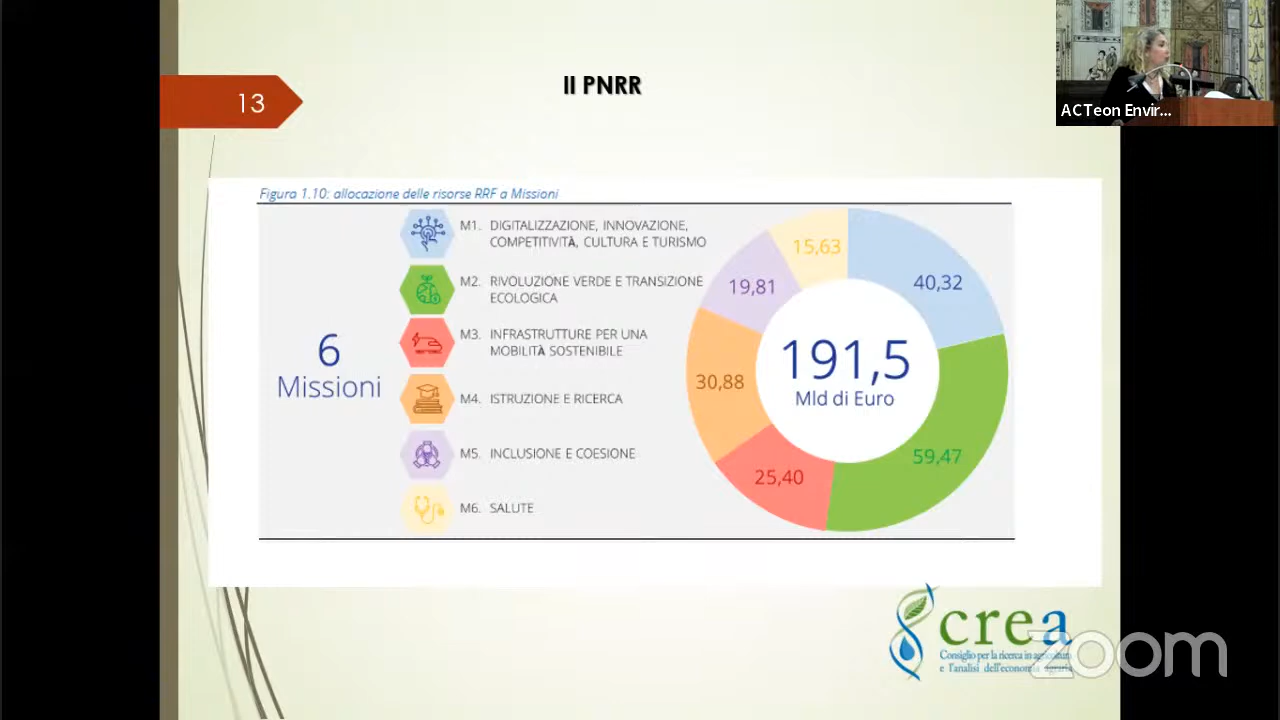 13
Il PNRR
ACTeon Envir...
Figura 1.10: allocazione delle risorse RRF a Missioni
6
Missioni
M1. DIGITALIZZAZIONE, INNOVAZIONE,
COMPETITIVITÀ, CULTURA E TURISMO
M2. RIVOLUZIONE VERDE E TRANSIZIONE
ECOLOGICA
M3. INFRASTRUTTURE PER UNA
MOBILITÀ SOSTENIBILE
M4. ISTRUZIONE E RICERCA
M5. INCLUSIONE E COESIONE
M6. SALUTE
15,63
40,32
19,81
191,5
Mld di Euro
30,88
59,47
25,40
crea
Consiglio per la ricerca in agricoltura
e l'analisi dell'economia agraria
zoom